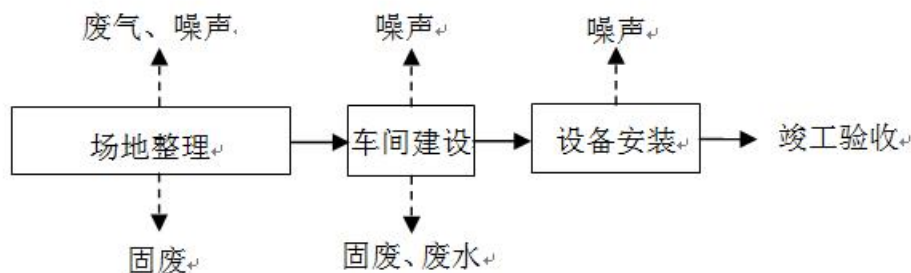 废气、噪声
噪声
噪声
场地整理
车间建设
设备安装
竣工验收
固废
固废、废水